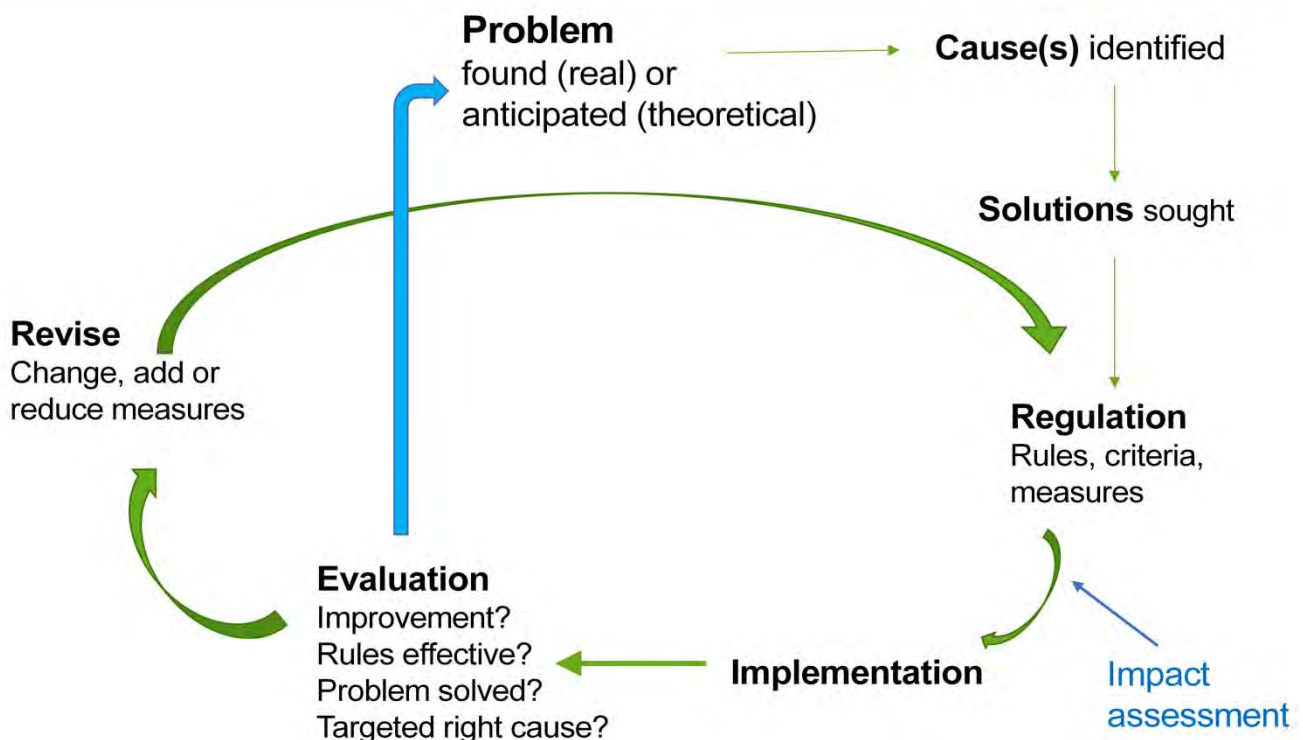 Problem
found (real) or
anticipated (theoretical)
Cause(s) identified
Solutions sought
Regulation
Rules, criteria,
measures
Impact
assessment
Implementation
Evaluation
Improvement?
Rules effective?
Problem solved?
Targeted right cause?
Revise
Change, add or
reduce measures